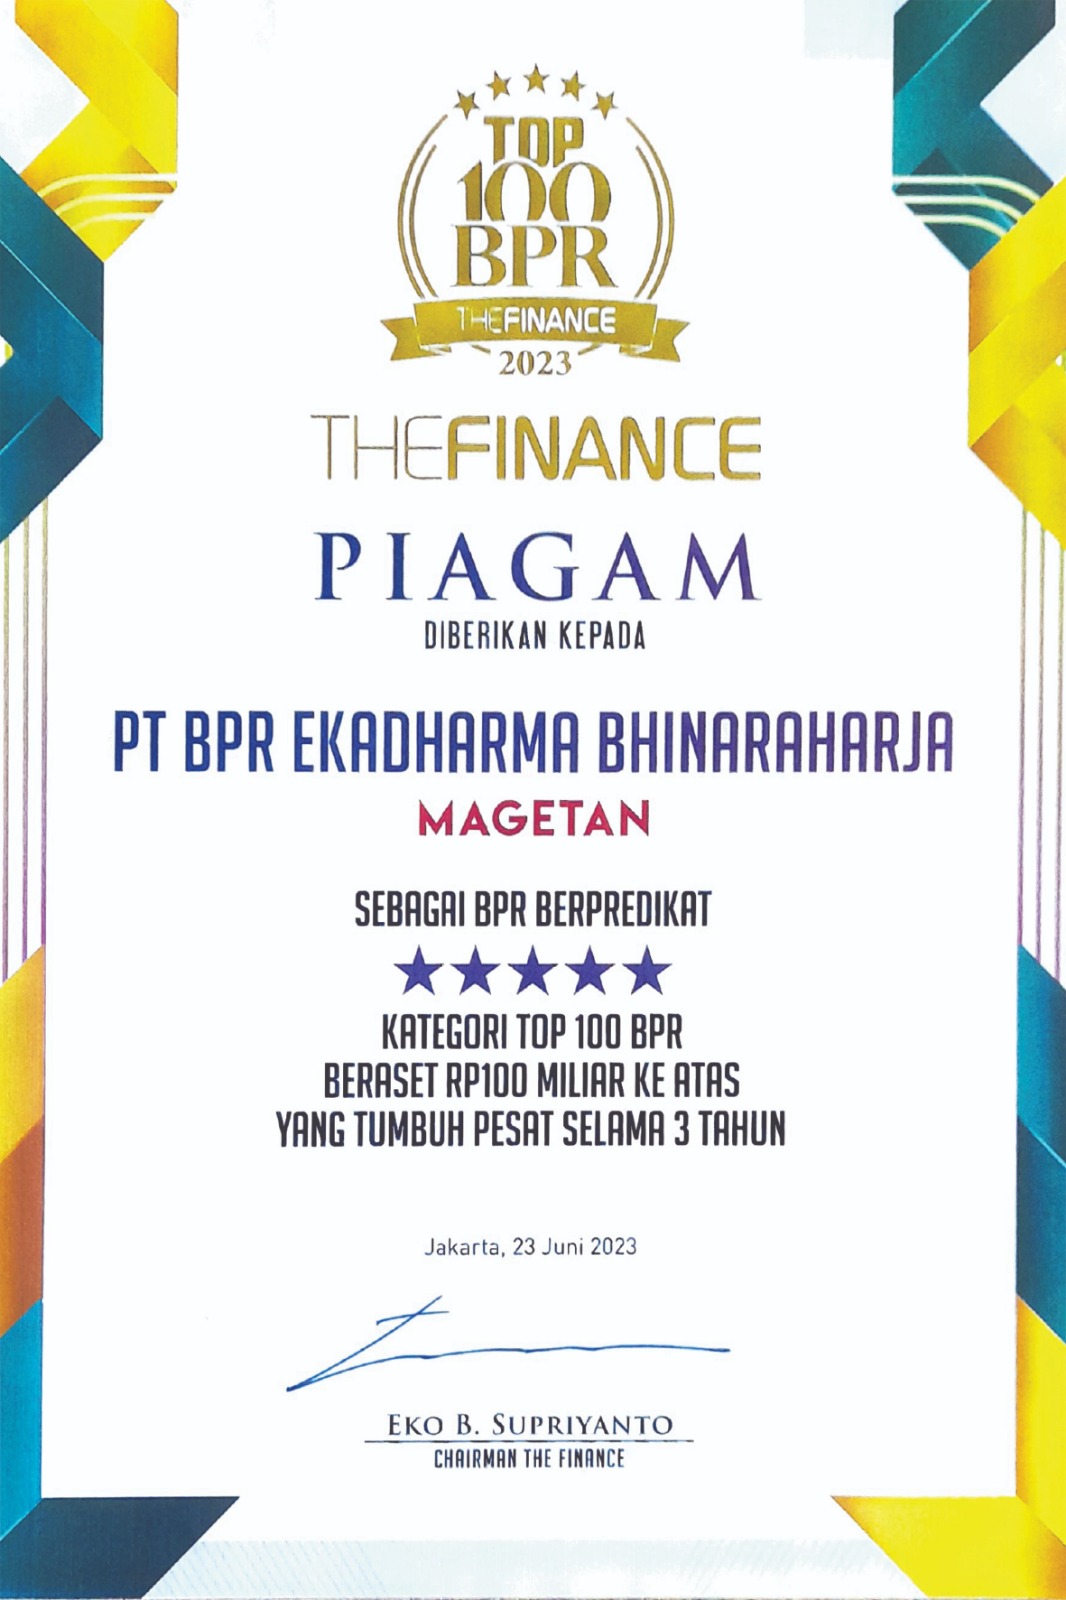 TOP
100
BPR
THEFINANCE
2023
THEFINANCE
PIAGAM
DIBERIKAN KEPADA
PT BPR EKADHARMA BHINARAHARJA
MAGETAN
SEBAGAI BPR BERPREDIKAT
KATEGORI TOP 100 BPR
BERASET RP100 MILIAR KE ATAS
YANG TUMBUH PESAT SELAMA 3 TAHUN
Jakarta, 23 Juni 2023
EKO B. SUPRIYANTO
CHAIRMAN THE FINANCE